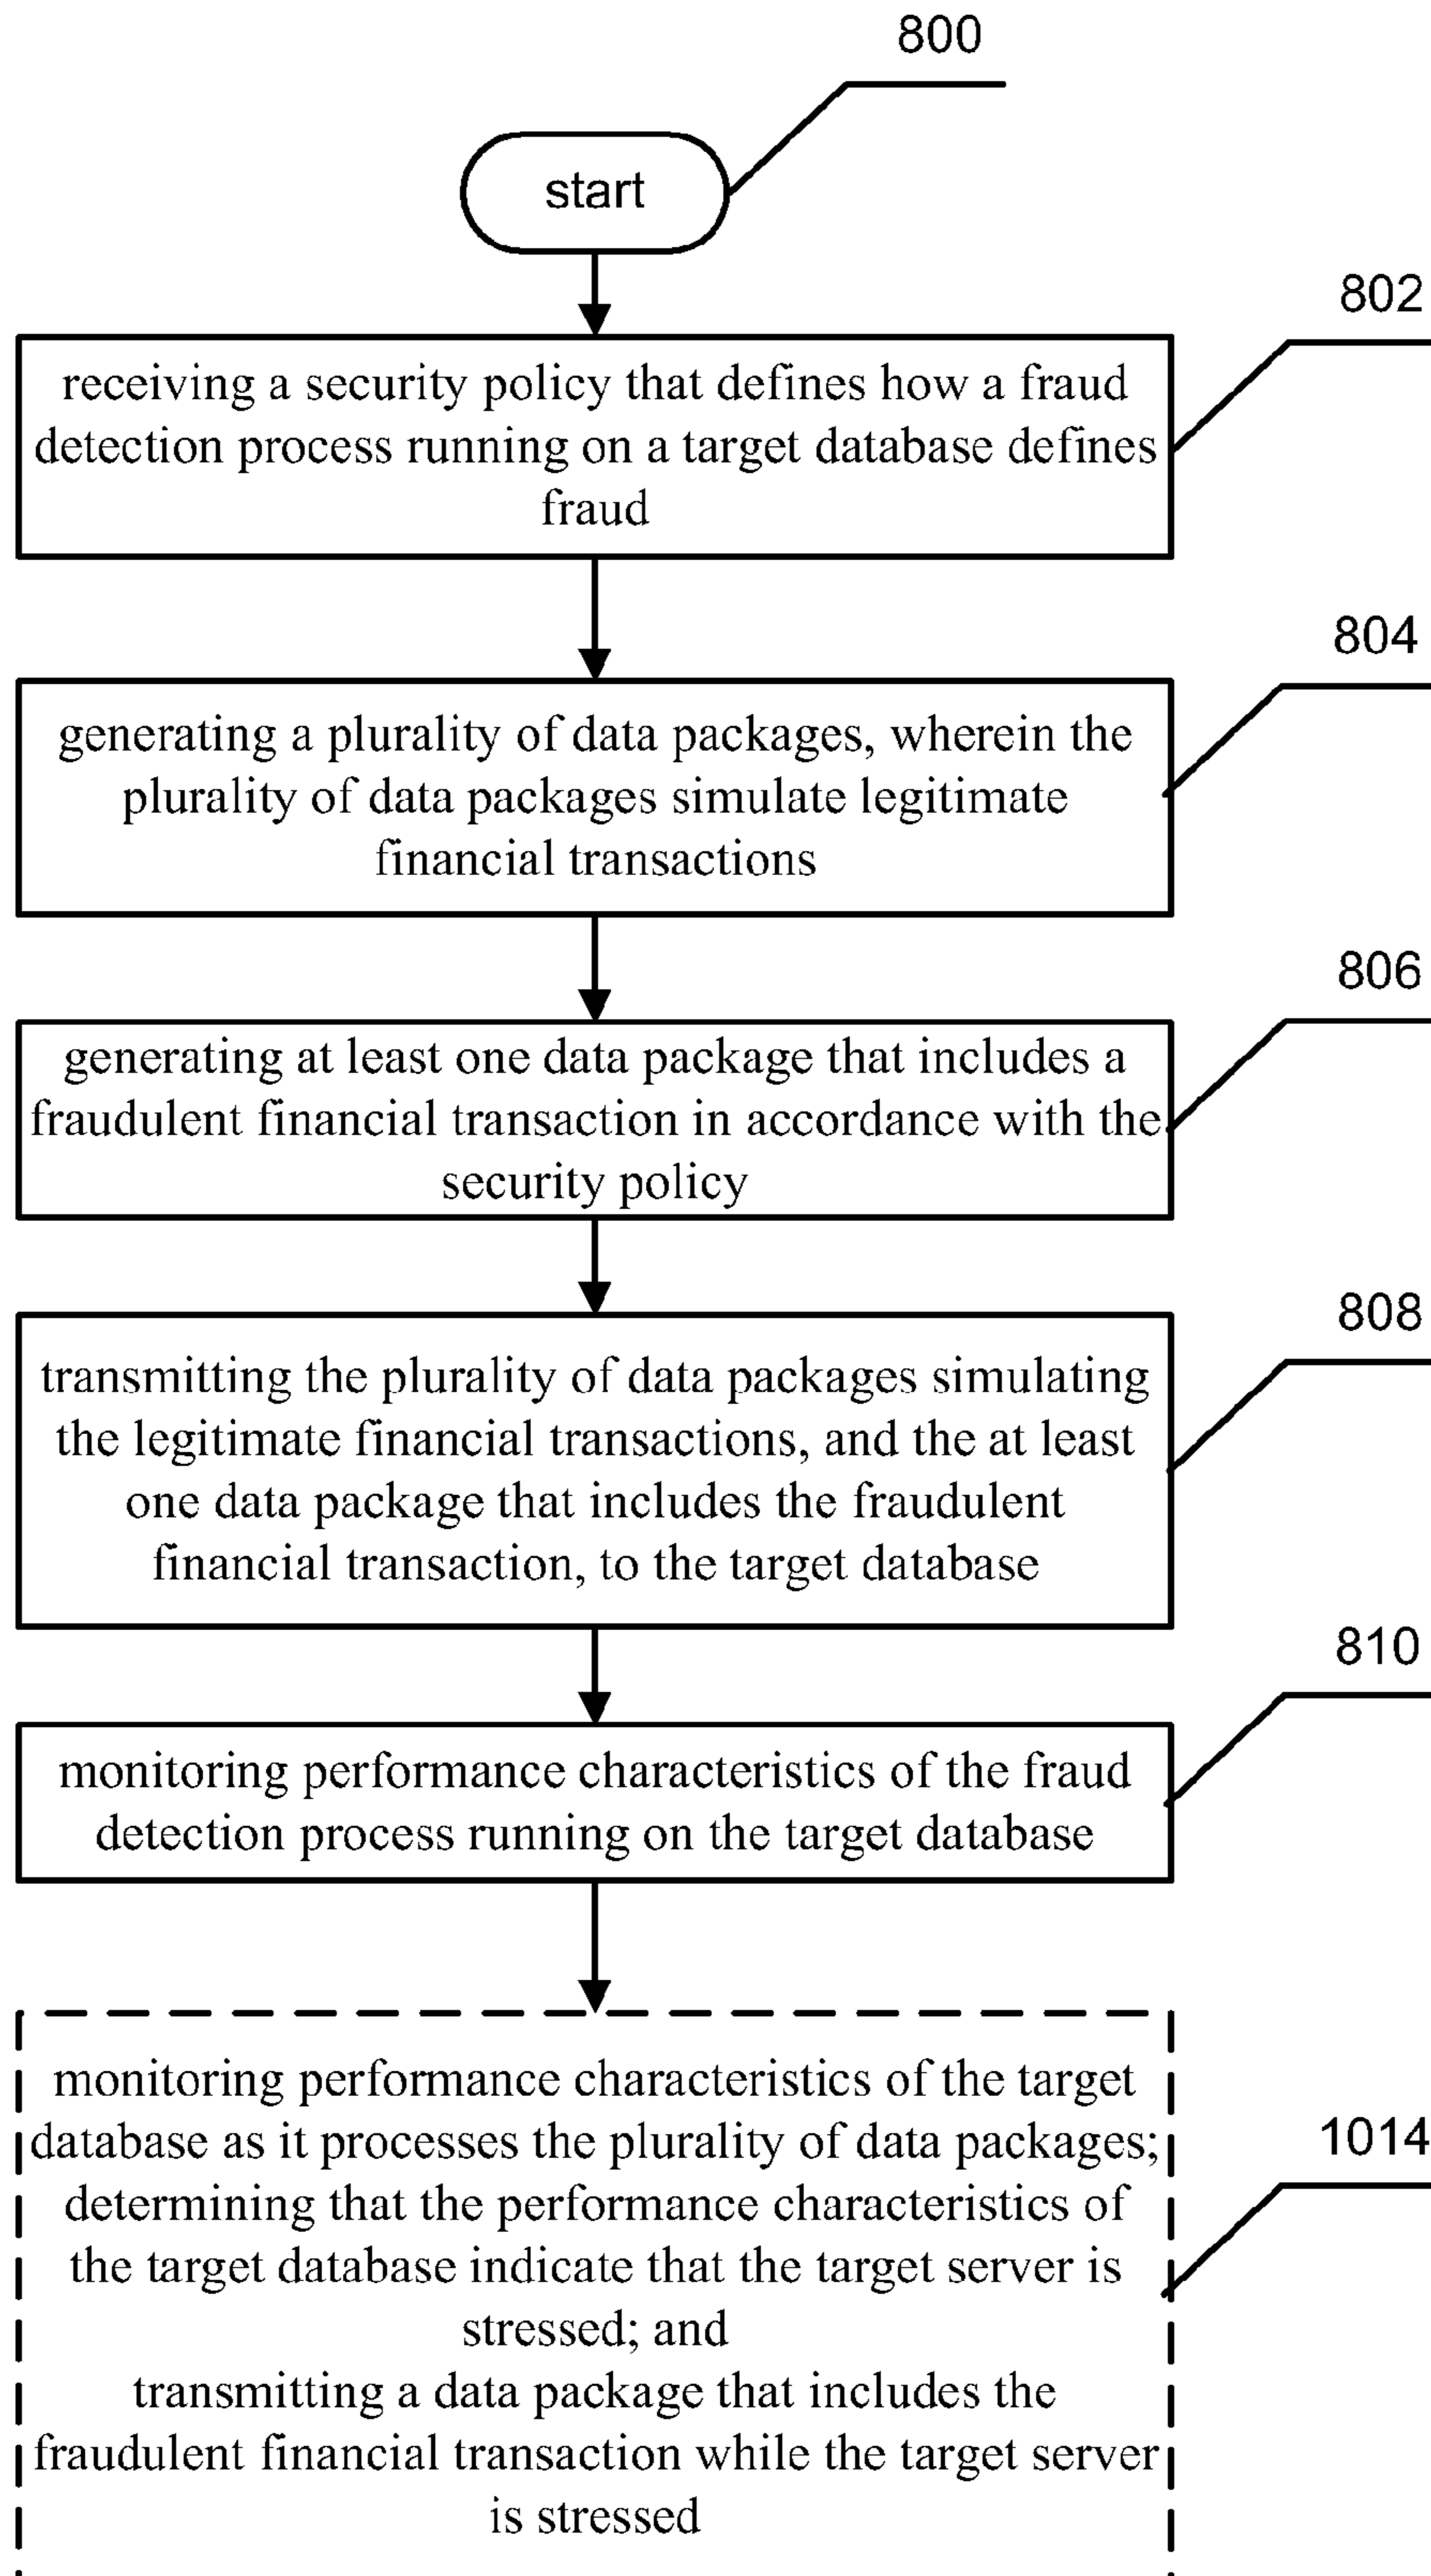 800
start
802
receiving a security policy that defines how a fraud
detection process running on a target database defines
fraud
804
generating a plurality of data packages, wherein the
plurality of data packages simulate legitimate
financial transactions
806
generating at least one data package that includes a
fraudulent financial transaction in accordance with the
security policy
808
transmitting the plurality of data packages simulating
the legitimate financial transactions, and the at least
one data package that includes the fraudulent
financial transaction, to the target database
810
monitoring performance characteristics of the fraud
detection process running on the target database
1014
monitoring performance characteristics of the target
database as it processes the plurality of data packages;
determining that the performance characteristics of
the target database indicate that the target server is
stressed; and
transmitting a data package that includes the
fraudulent financial transaction while the target server
is stressed